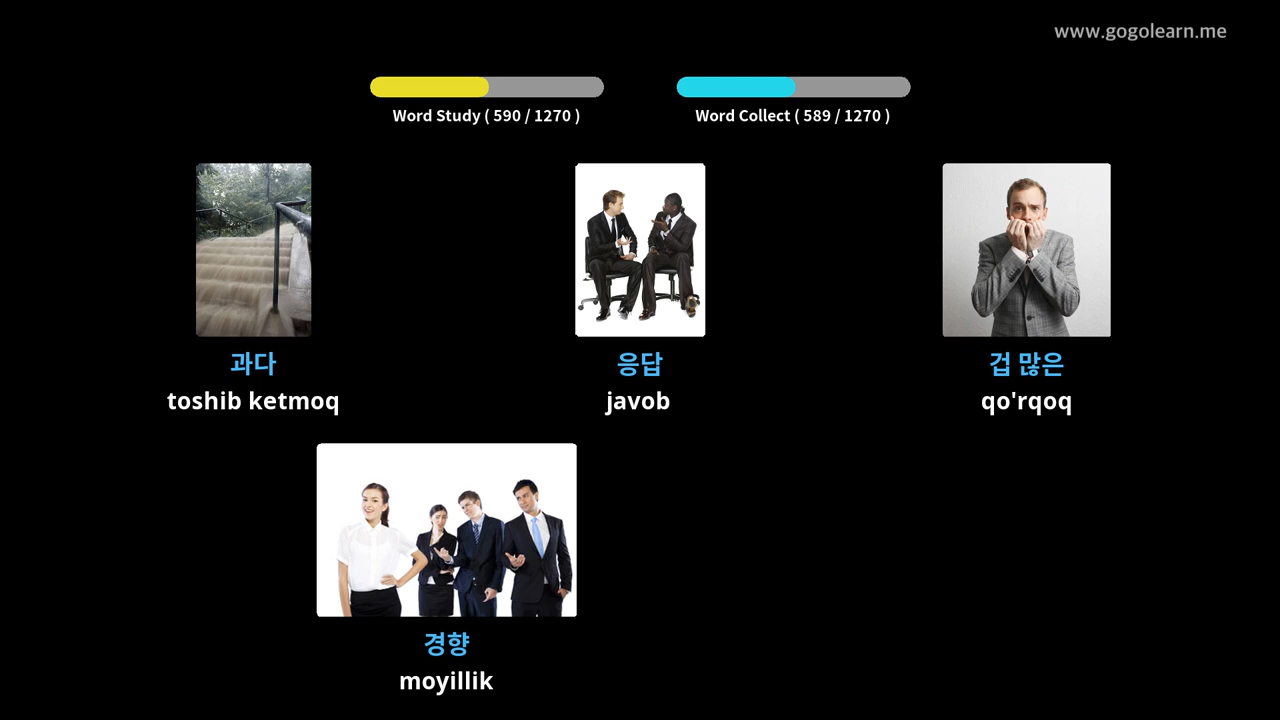 www.gogolearn.me
Word Study ( 590 / 1270 )
Word Collect ( 589 / 1270 )
과다
toshib ketmoq
응답
javob
겁 많은
qo'rqoq
경향
moyillik